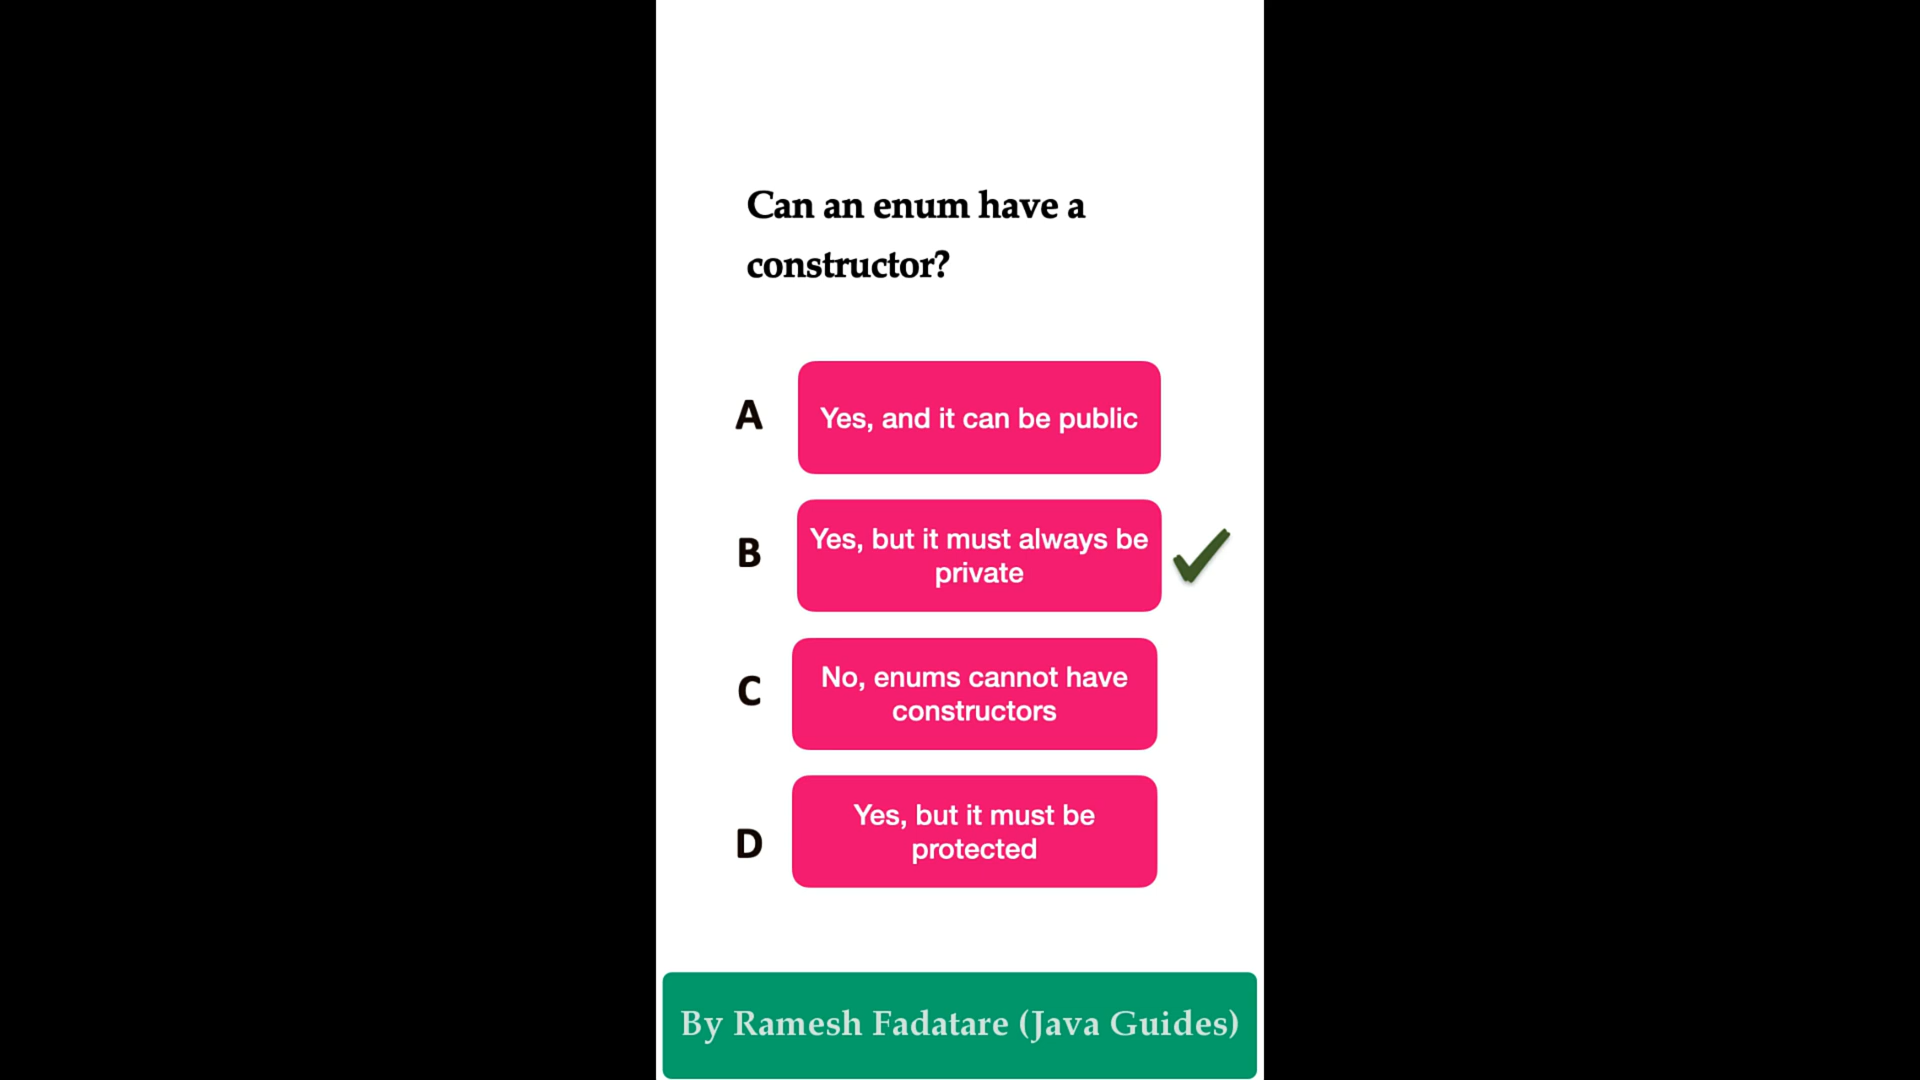 Can an enum have a
constructor?
A
Yes, and it can be public
B
Yes, but it must always be
private
C
No, enums cannot have
constructors
D
Yes, but it must be
protected
By Ramesh Fadatare (Java Guides)